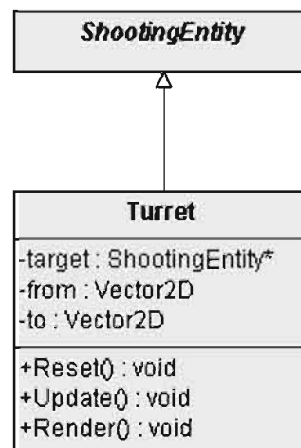 ShootingEntity
Turret
-target : ShootingEntity*
-from : Vector2D
-to : Vector2D
+Reset() : void
+Update() : void
+Render() : void